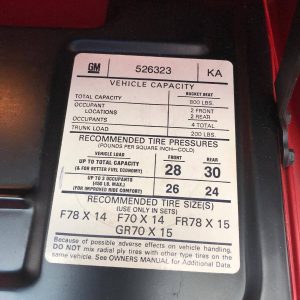 GM 526323 KA
VEHICLE CAPACITY
BUCKET SEAT
TOTAL CAPACITY 800 LBS.
OCCUPANT 2 FRONT
LOCATIONS 2 REAR
OCCUPANTS 4 TOTAL
TRUNK LOAD 200 LBS.
RECOMMENDED TIRE PRESSURES
(POUNDS PER SQUARE INCH-COLD)
VEHICLE LOAD FRONT REAR
UP TO TOTAL CAPACITY 28 30
(& FOR BETTER FUEL ECONOMY)
UP TO 3 OCCUPANTS
(450 LB. MAX.) 26 24
(FOR IMPROVED RIDE COMFORT)
RECOMMENDED TIRE SIZE(S)
(USE ONLY IN SETS)
F78 X 14 F70 X 14 FR78 X 15
GR70 X 15
Because of possible adverse effects on vehicle handling,
DO NOT mix radial ply tires with other type tires on the
same vehicle. See OWNERS MANUAL for Additional Data.